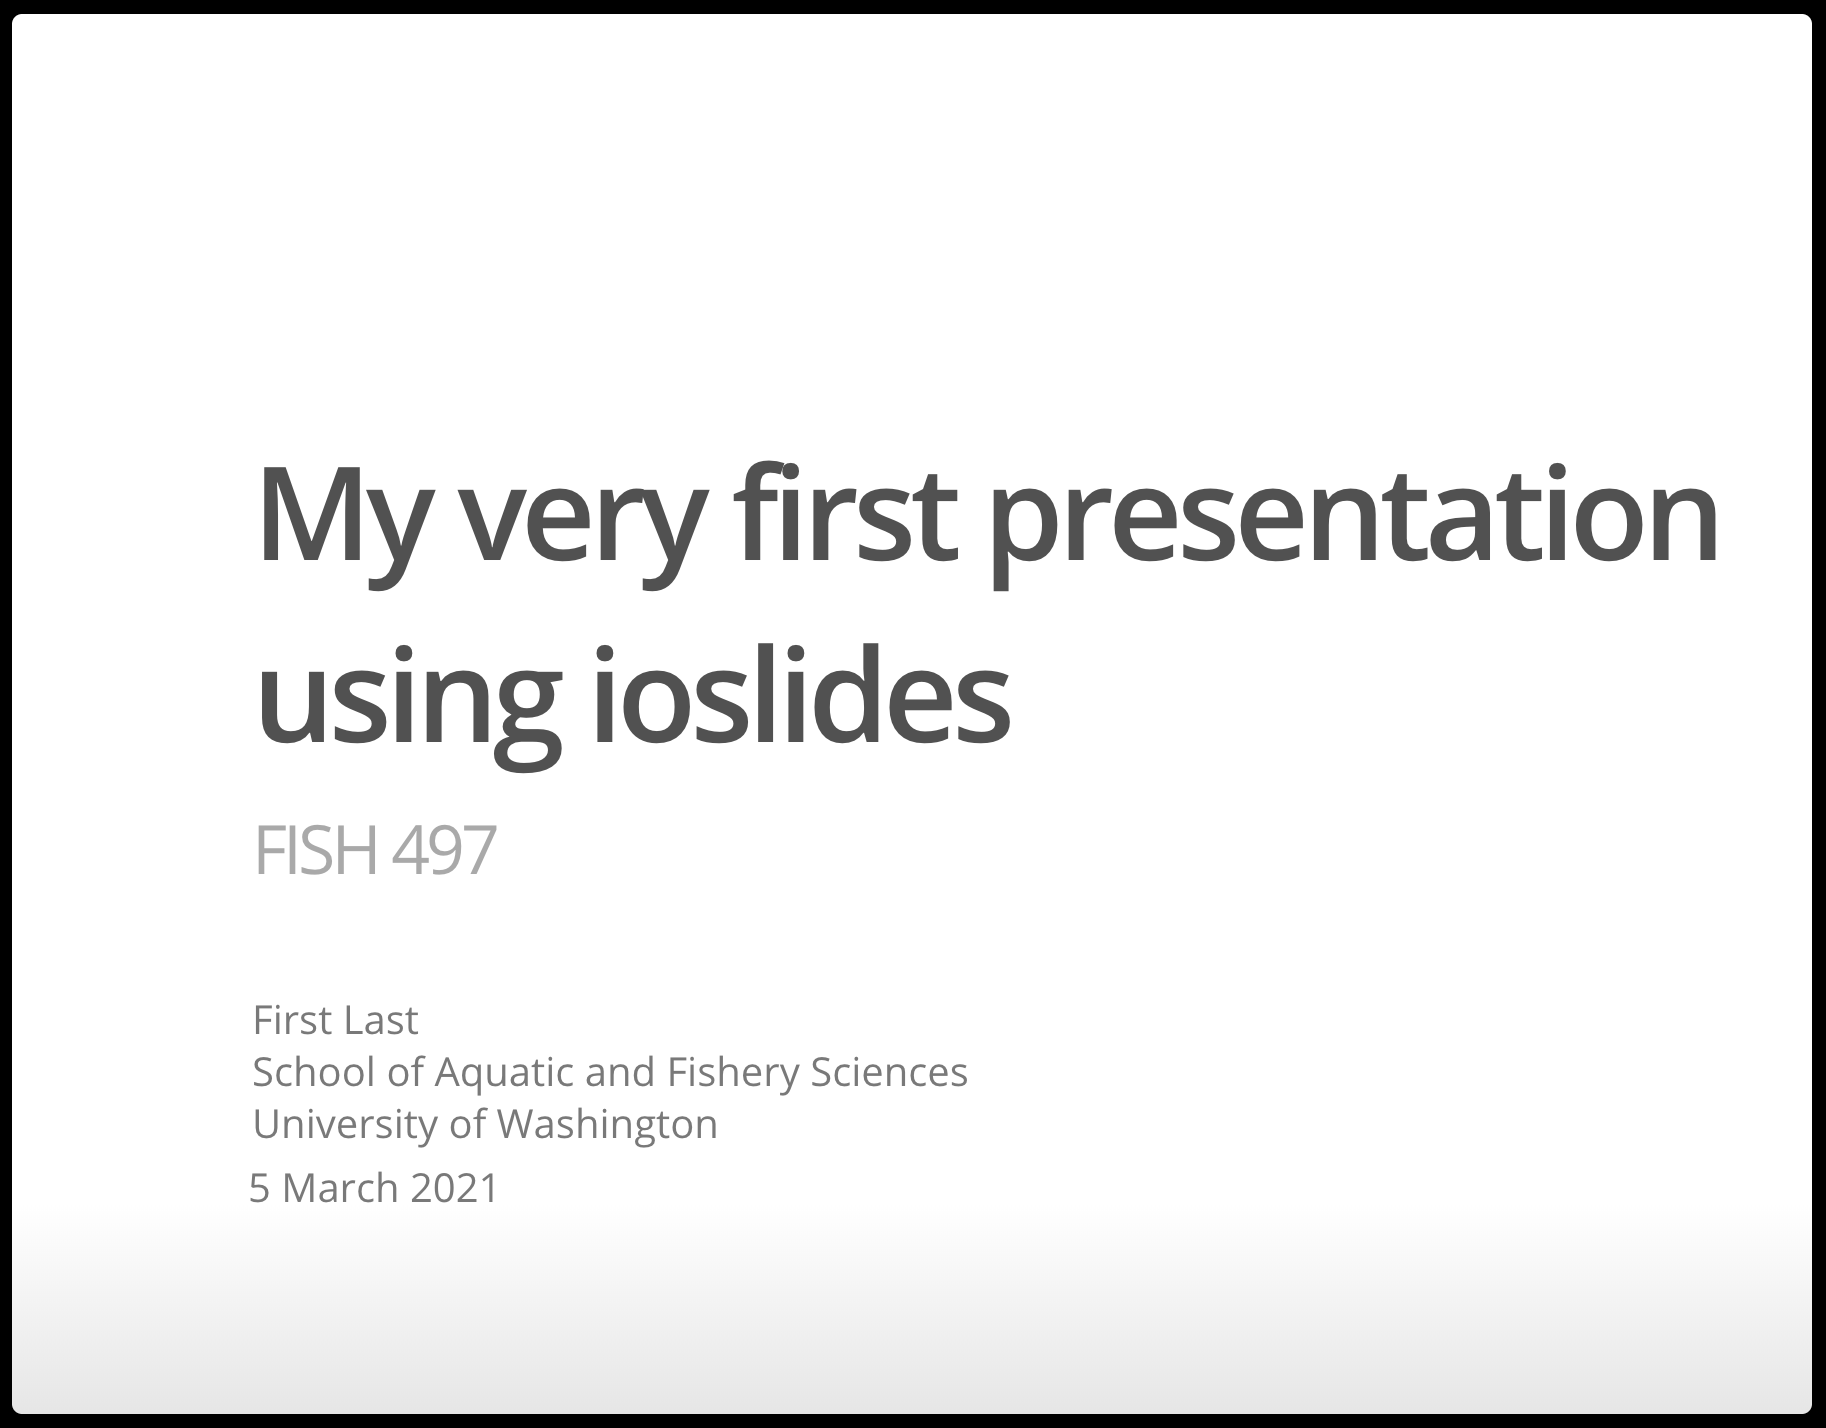 My very first presentation
using ioslides
FISH 497
First Last
School of Aquatic and Fishery Sciences
University of Washington
5 March 2021